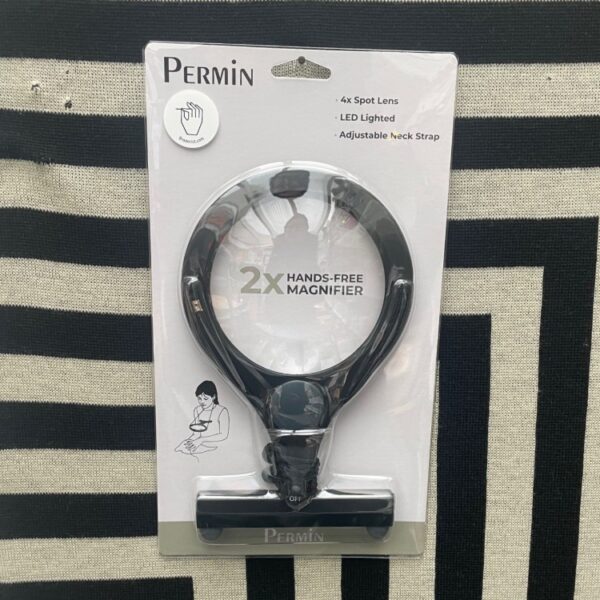 PERMIN
· 4x Spot Lens
· LED Lighted
· Adjustable Neck Strap
2X HANDS-FREE
MAGNIFIER
OFF
PERMIN